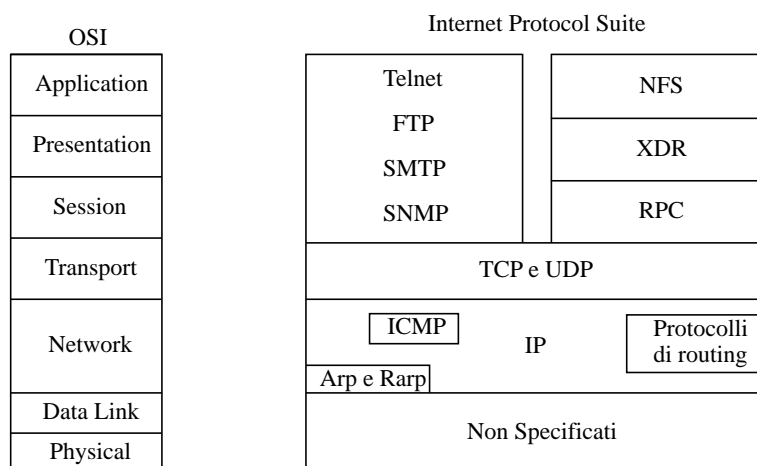 OSI
Application
Presentation
Session
Transport
Network
Data Link
Physical
Internet Protocol Suite
Telnet
FTP
SMTP
SNMP
NFS
XDR
RPC
TCP e UDP
ICMP
IP
Protocolli
di routing
Arp e Rarp
Non Specificati